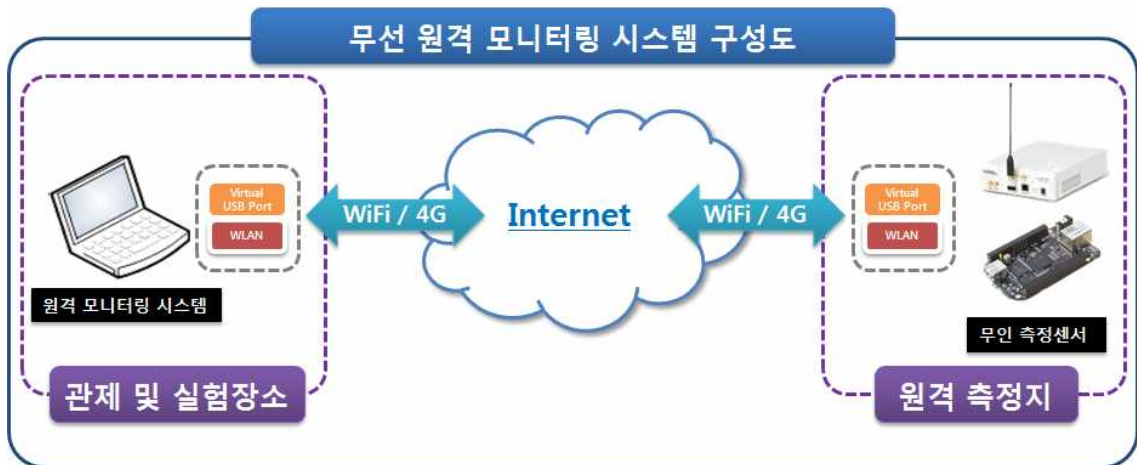 무선 원격 모니터링 시스템 구성도
Virtual
USB Port
WLAN
원격 모니터링 시스템
관제 및 실험장소
WiFi / 4G
Internet
WiFi / 4G
Virtual
USB Port
WLAN
무인 측정센서
원격 측정지